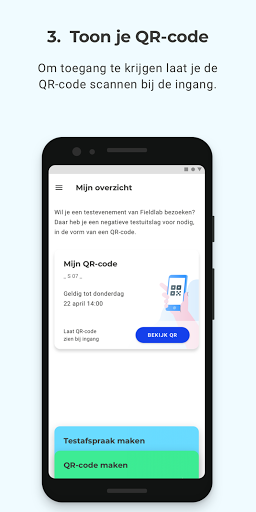 3. Toon je QR-code
Om toegang te krijgen laat je de
QR-code scannen bij de ingang.
Mijn overzicht
Wil je een testevenement van Fieldlab bezoeken?
Daar heb je een negatieve testuitslag voor nodig,
in de vorm van een QR-code.
Mijn QR-code
_ S 07 _
Geldig tot donderdag
22 april 14:00
Laat QR-code
zien bij ingang
BEKIJK QR
Testafspraak maken
QR-code maken